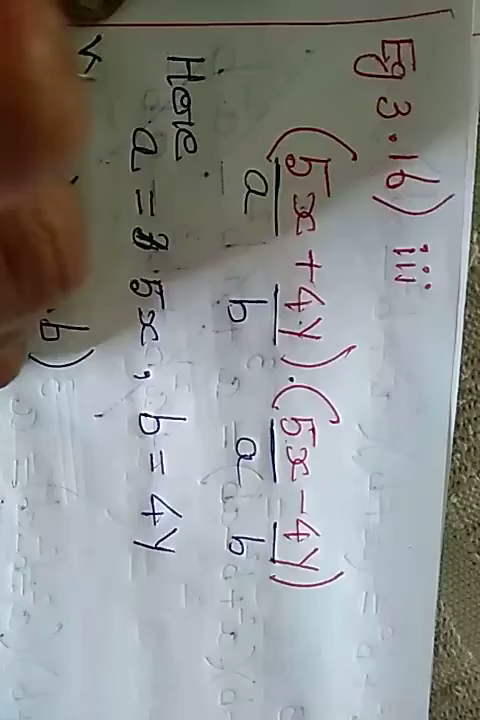 Eg 3.16) iii
(5x + 4y).(5x - 4y)
a b a b
Here
a = 5x, b = 4y
b)